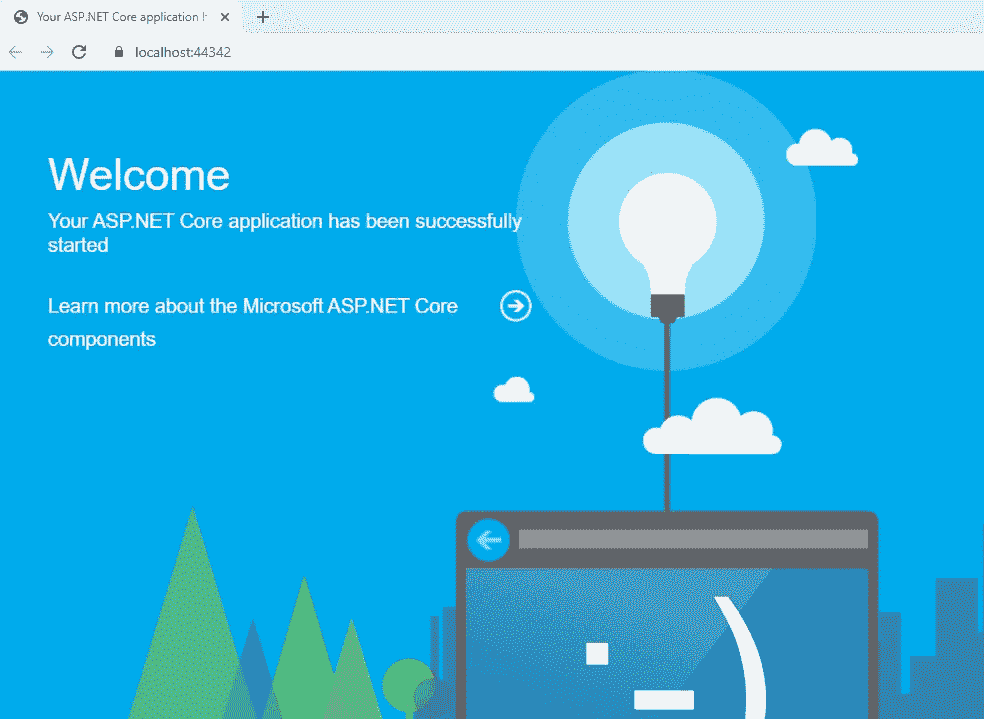 Your ASP.NET Core application h
localhost:44342
Welcome
Your ASP.NET Core application has been successfully
started
Learn more about the Microsoft ASP.NET Core
components